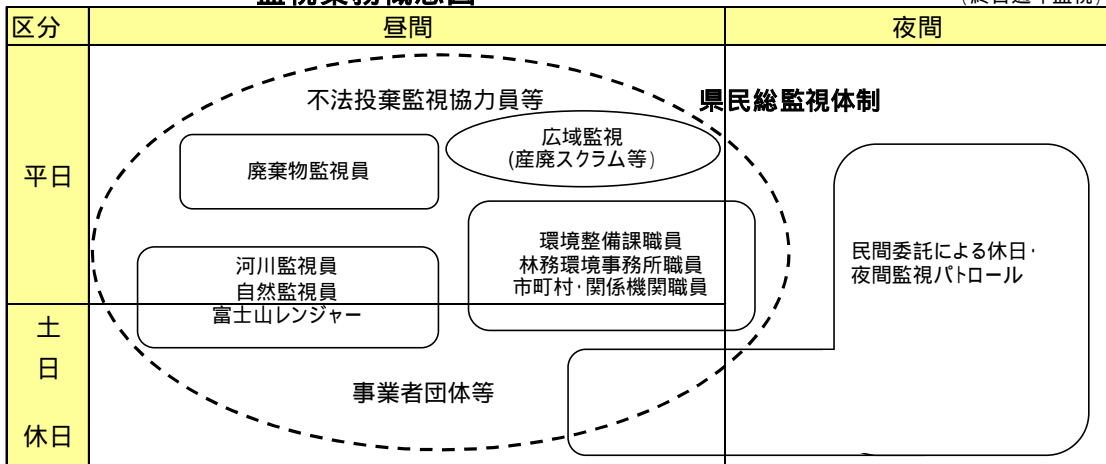 区分
昼間
夜間
不法投棄監視協力員等
県民総監視体制
広域監視
(産廃スクラム等)
平日
廃棄物監視員
環境整備課職員
林務環境事務所職員
市町村・関係機関職員
民間委託による休日・
夜間監視パトロール
河川監視員
自然監視員
富士山レンジャー
土
日
休日
事業者団体等